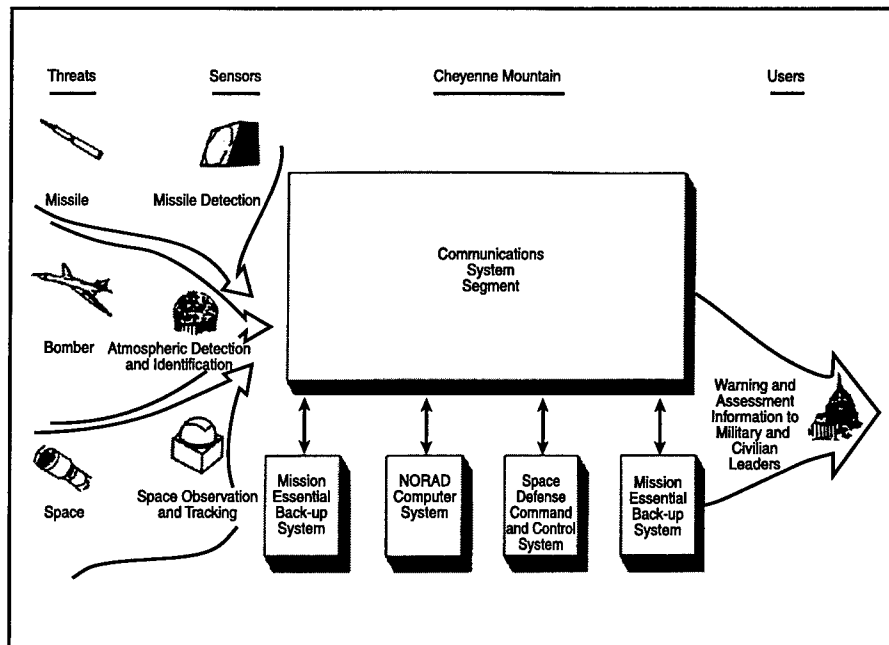 Threats
Sensors
Cheyenne Mountain
Users
Missile
Missile Detection
Communications
System
Segment
Bomber
Atmospheric Detection
and Identification
Warning and
Assessment
Information to
Military and
Civilian
Leaders
Space
Space Observation
and Tracking
Mission
Essential
Back-up
System
NORAD
Computer
System
Space
Defense
Command
and Control
System
Mission
Essential
Back-up
System